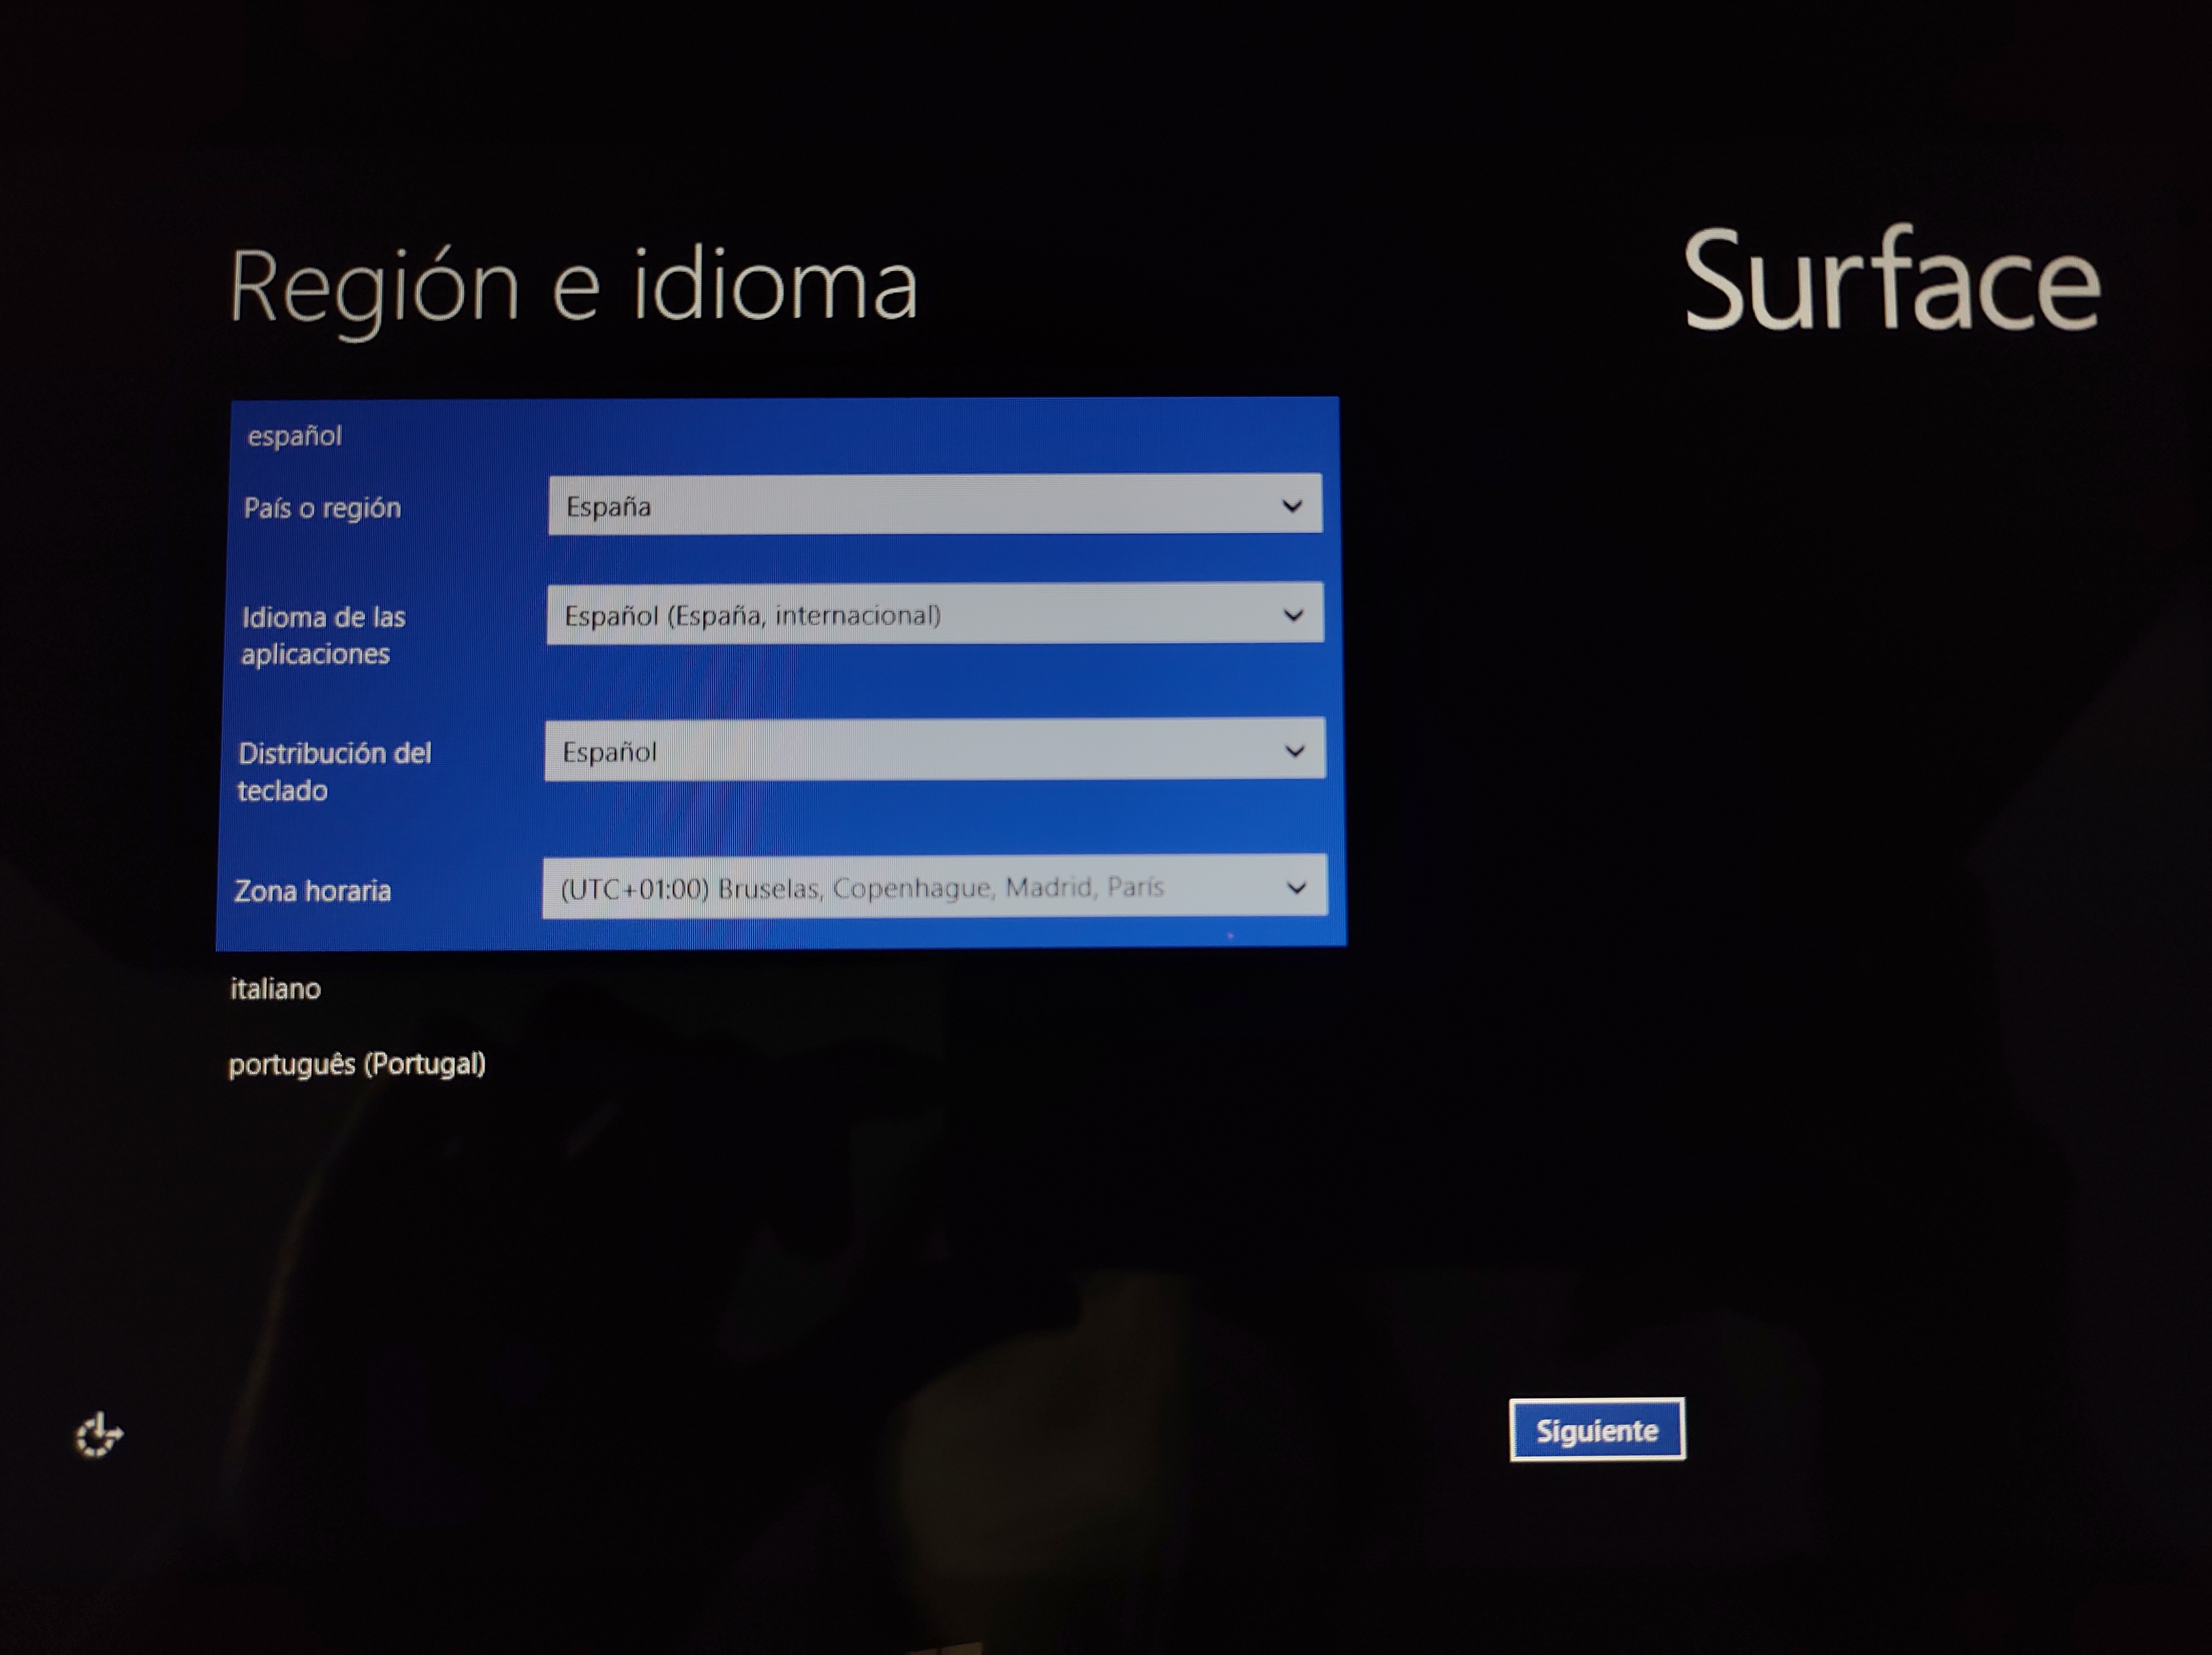 Región e idioma
Surface
español
País o región
España
Idioma de las
aplicaciones
Español (España, internacional)
Distribución del
teclado
Español
Zona horaria
(UTC+01:00) Bruselas, Copenhague, Madrid, París
italiano
português (Portugal)
Siguiente